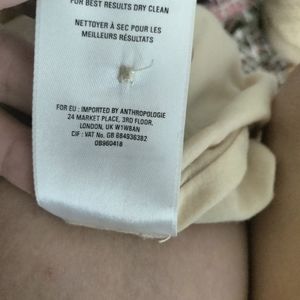 FOR BEST RESULTS DRY CLEAN
NETTOYER À SEC POUR LES
MEILLEURS RÉSULTATS
FOR EU : IMPORTED BY ANTHROPOLOGIE
24 MARKET PLACE, 3RD FLOOR,
LONDON, UK W1W8AN
CIF : VAT No. GB 684936382
OB960418